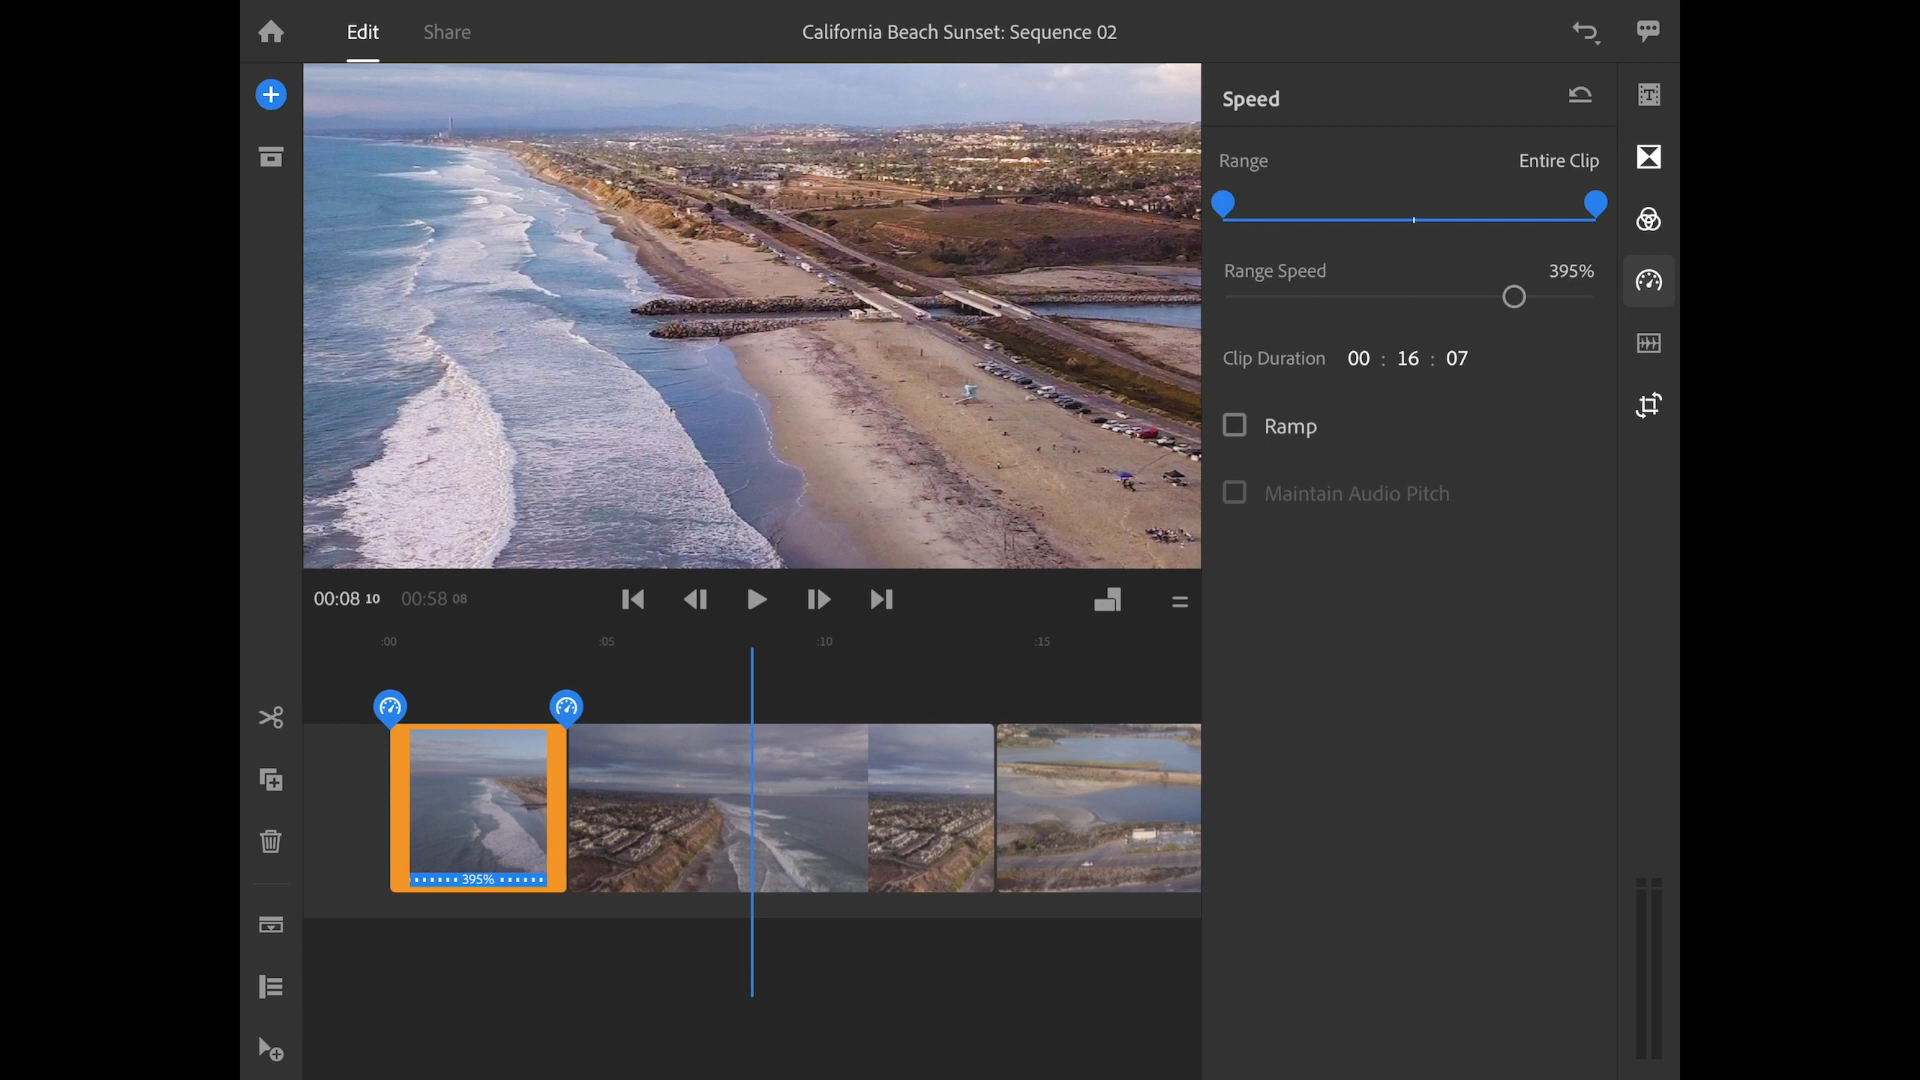 Edit
Share
California Beach Sunset: Sequence 02
Speed
Range
Entire Clip
Range Speed
395%
Clip Duration 00 : 16 : 07
Ramp
Maintain Audio Pitch
00:08 10
00:58 08
:00
:05
:10
:15
395%